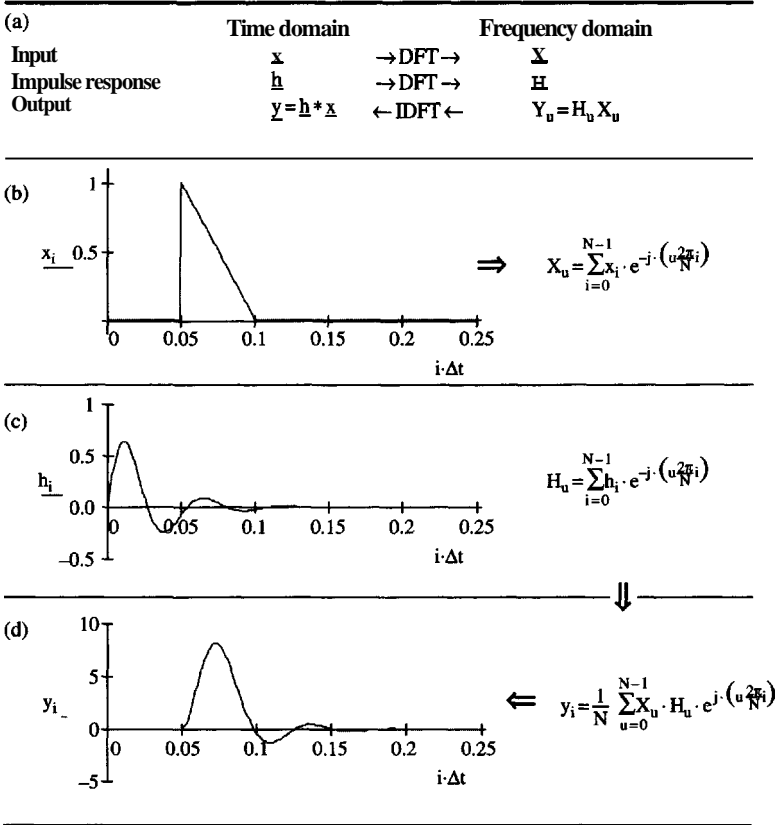 (a)
Time domain Frequency domain
Input x →DFT→ X
Impulse response h →DFT→ H
Output y=h*x ←IDFT← Y_u=H_u X_u
(b)
1
x_i 0.5
0 0.05 0.1 0.15 0.2 0.25
i·Δt
⇒ X_u=∑_{i=0}^{N-1} x_i·e^{-j·(u 2π/N i)}
(c)
1
0.5
h_i
0.0
0 0.05 0.1 0.15 0.2 0.25
-0.5
i·Δt
H_u=∑_{i=0}^{N-1} h_i·e^{-j·(u 2π/N i)}
⇓
(d)
10
5
y_i
0
0 0.05 0.1 0.15 0.2 0.25
-5
i·Δt
⇐ y_i=1/N ∑_{u=0}^{N-1} X_u·H_u·e^{j·(u 2π/N i)}